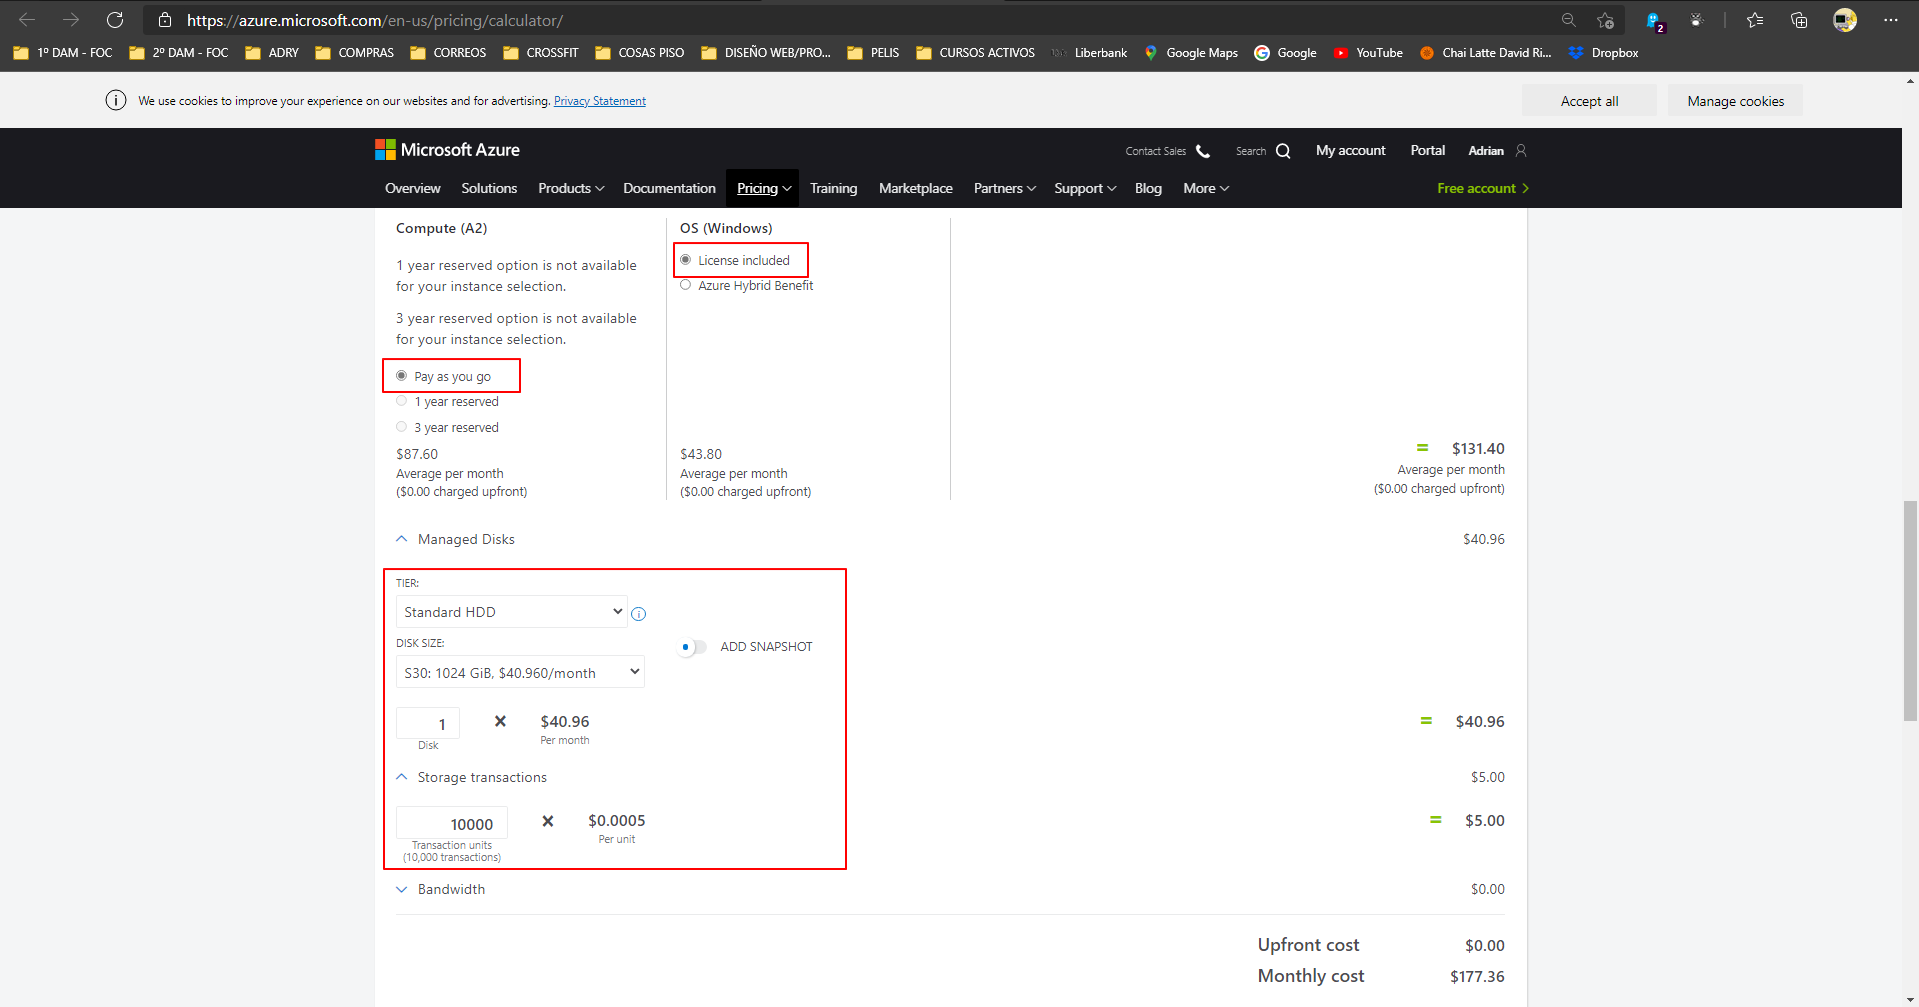 https://azure.microsoft.com/en-us/pricing/calculator/
2
1º DAM - FOC 2º DAM - FOC ADRY COMPRAS CORREOS CROSSFIT COSAS PISO DISEÑO WEB/PRO... PELIS CURSOS ACTIVOS Liberbank Google Maps Google YouTube Chai Latte David Ri... Dropbox
We use cookies to improve your experience on our websites and for advertising. Privacy Statement Accept all Manage cookies
Microsoft Azure Contact Sales Search My account Portal Adrian
Overview Solutions Products Documentation Pricing Training Marketplace Partners Support Blog More Free account
Compute (A2)
1 year reserved option is not available
for your instance selection.
3 year reserved option is not available
for your instance selection.
Pay as you go
1 year reserved
3 year reserved
$87.60
Average per month
($0.00 charged upfront)
OS (Windows)
License included
Azure Hybrid Benefit
$43.80
Average per month
($0.00 charged upfront)
= $131.40
Average per month
($0.00 charged upfront)
Managed Disks $40.96
TIER:
Standard HDD
DISK SIZE:
ADD SNAPSHOT
S30: 1024 GiB, $40.960/month
1 × $40.96 = $40.96
Disk Per month
Storage transactions $5.00
10000 × $0.0005 = $5.00
Transaction units Per unit
(10,000 transactions)
Bandwidth $0.00
Upfront cost $0.00
Monthly cost $177.36